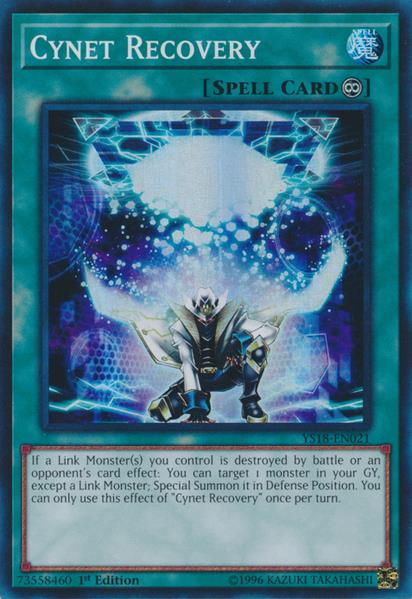 Cynet Recovery
SPELL
魔
[Spell Card]
YS18-EN021
If a Link Monster(s) you control is destroyed by battle or an
opponent's card effect: You can target 1 monster in your GY,
except a Link Monster; Special Summon it in Defense Position. You
can only use this effect of "Cynet Recovery" once per turn.
73558460 1st Edition ©1996 KAZUKI TAKAHASHI